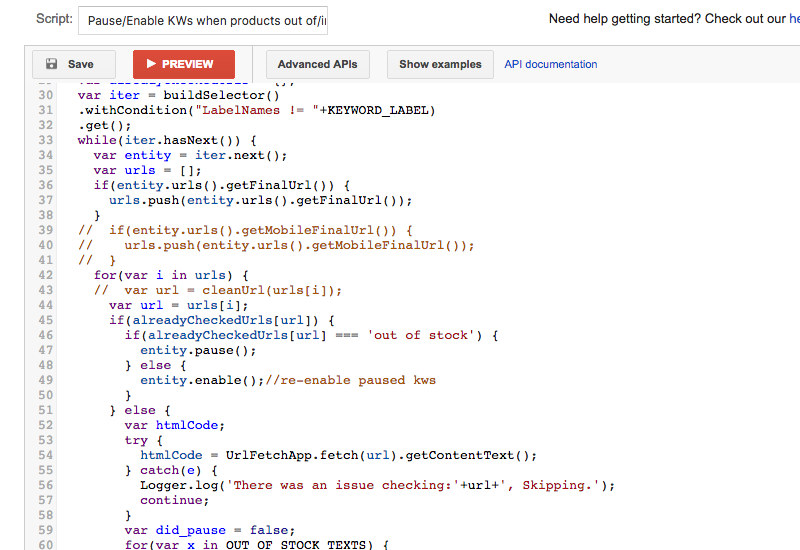 Script: Pause/Enable KWs when products out of/i
Need help getting started? Check out our he
Save PREVIEW Advanced APIs Show examples API documentation
30 var iter = buildSelector()
31 .withCondition("LabelNames != "+KEYWORD_LABEL)
32 .get();
33 while(iter.hasNext()) {
34 var entity = iter.next();
35 var urls = [];
36 if(entity.urls().getFinalUrl()) {
37 urls.push(entity.urls().getFinalUrl());
38 }
39 // if(entity.urls().getMobileFinalUrl()) {
40 // urls.push(entity.urls().getMobileFinalUrl());
41 // }
42 for(var i in urls) {
43 // var url = cleanUrl(urls[i]);
44 var url = urls[i];
45 if(alreadyCheckedUrls[url]) {
46 if(alreadyCheckedUrls[url] === 'out of stock') {
47 entity.pause();
48 } else {
49 entity.enable();//re-enable paused kws
50 }
51 } else {
52 var htmlCode;
53 try {
54 htmlCode = UrlFetchApp.fetch(url).getContentText();
55 } catch(e) {
56 Logger.log('There was an issue checking:'+url+', Skipping.');
57 continue;
58 }
59 var did_pause = false;
60 for(var x in OUT_OF_STOCK_TEXTS) {